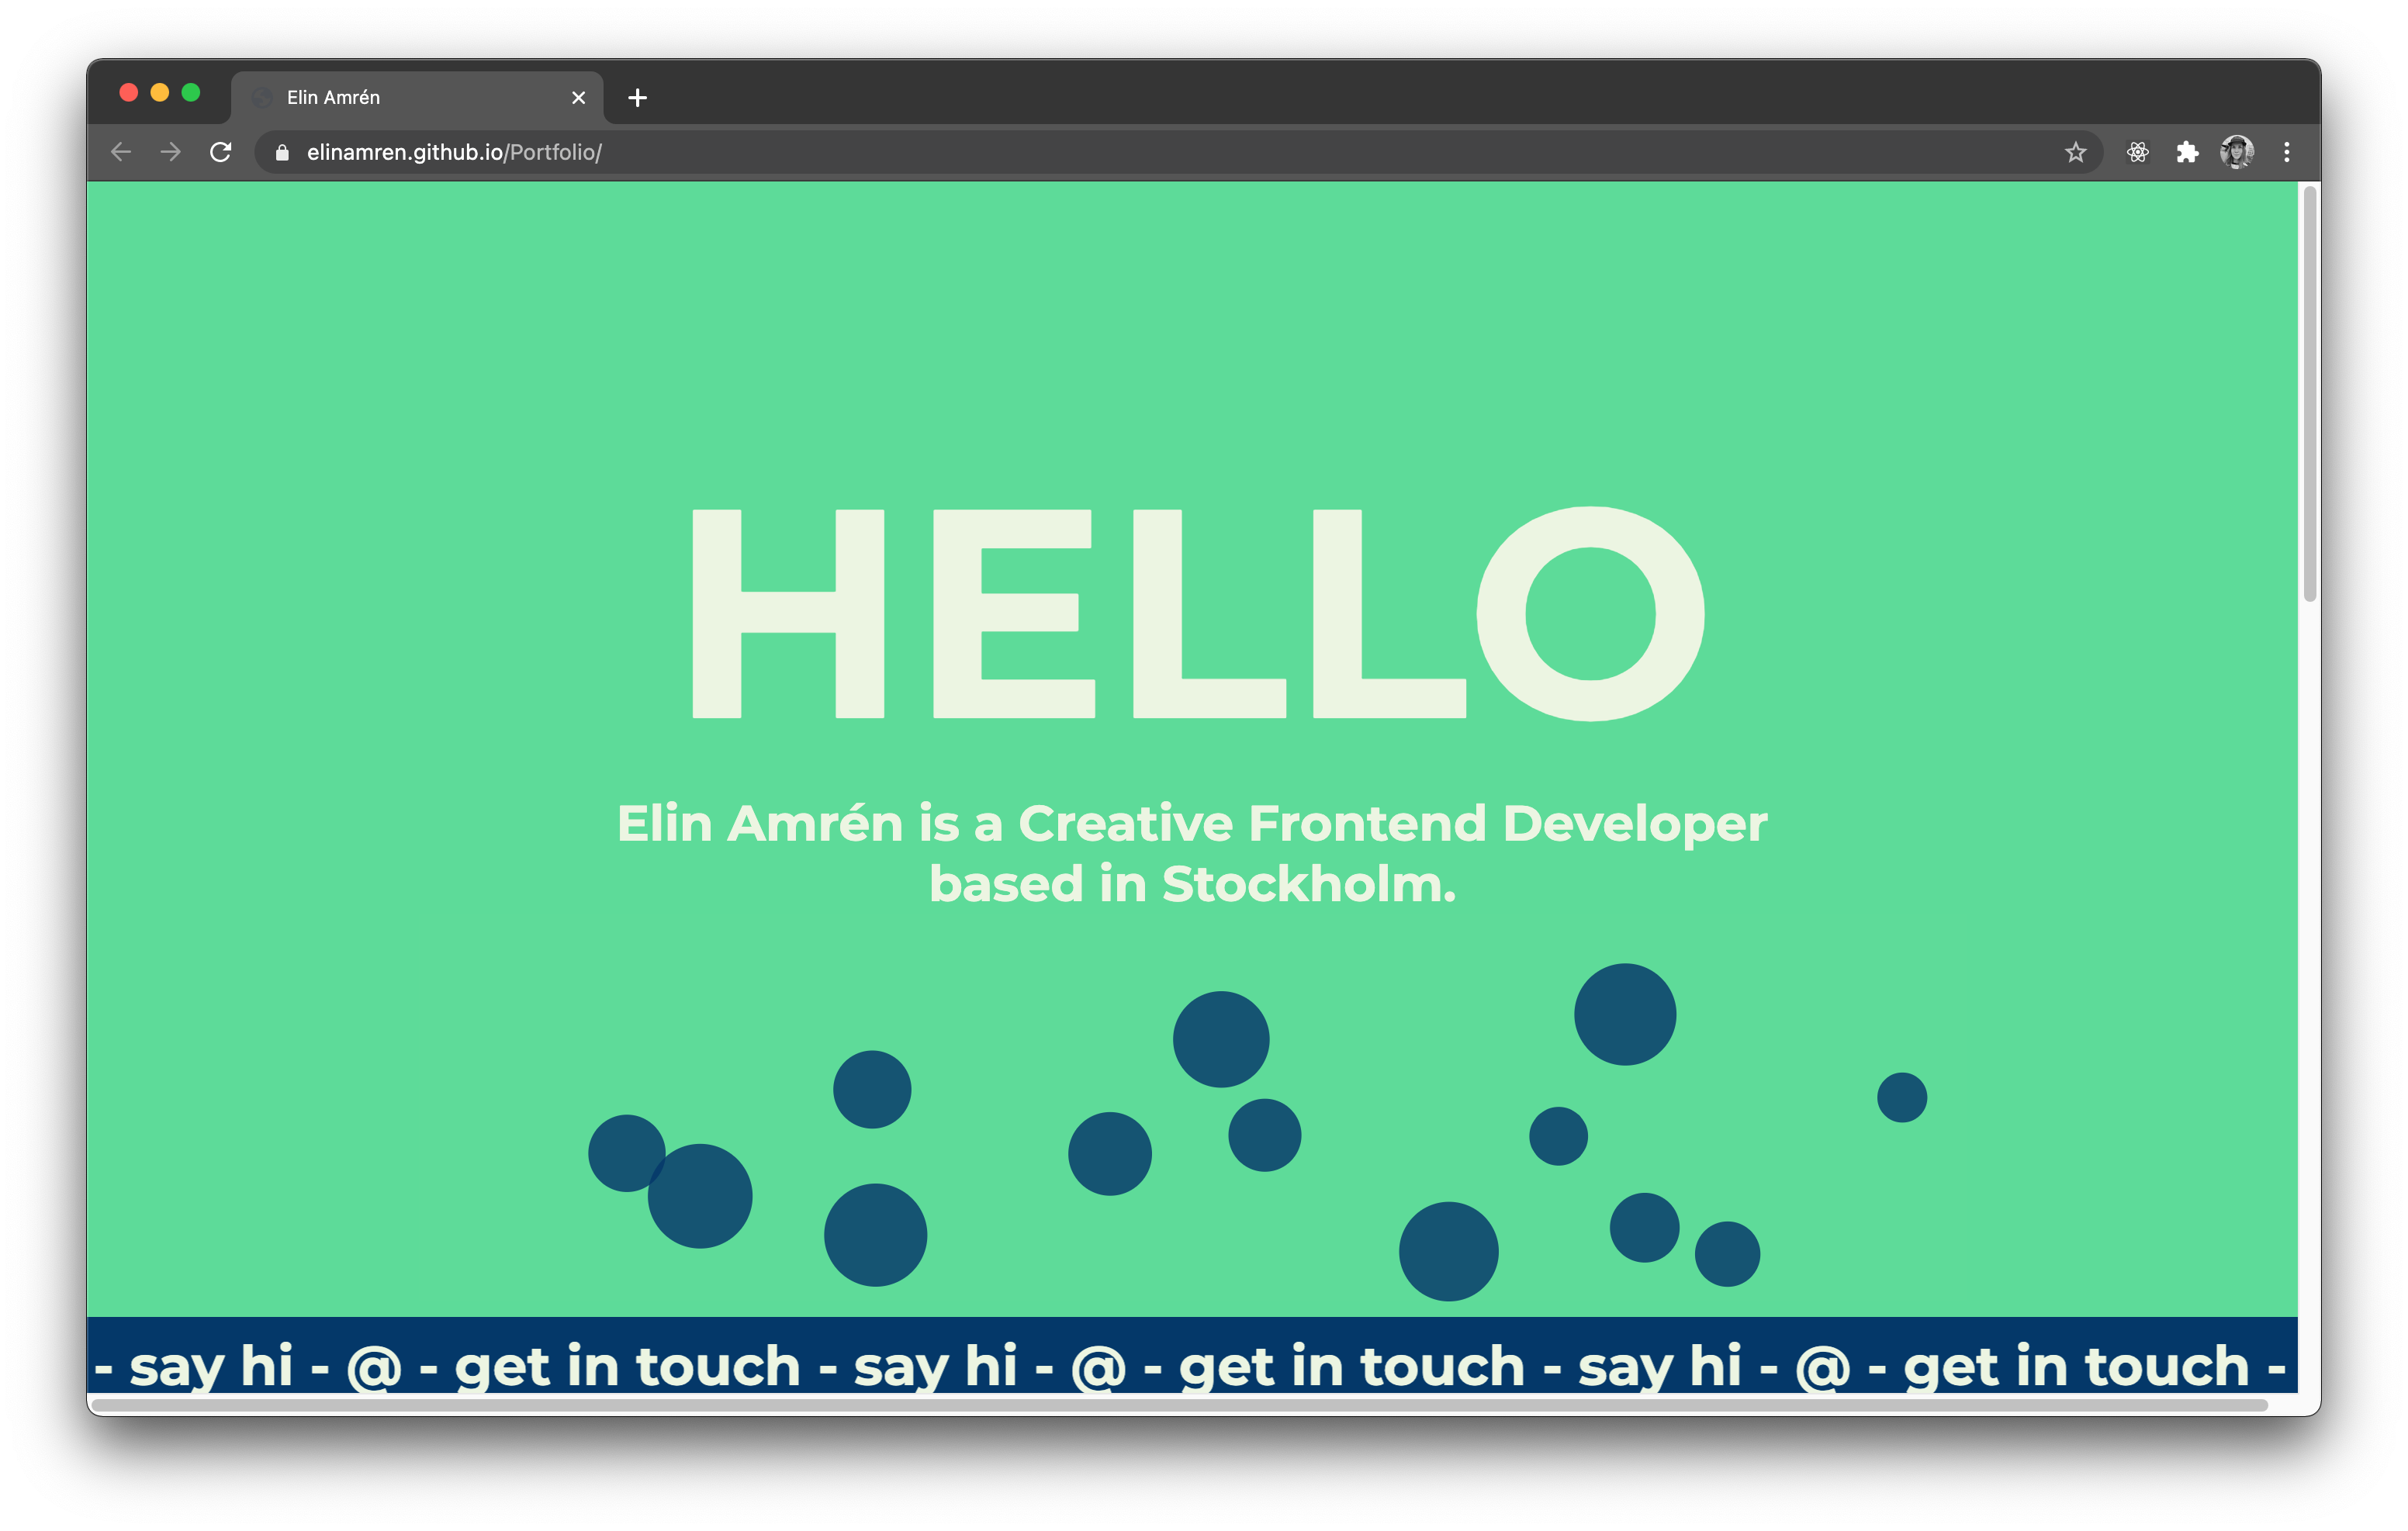 Elin Amrén
elinamren.github.io/Portfolio/
HELLO
Elin Amrén is a Creative Frontend Developer
based in Stockholm.
- say hi - @ - get in touch - say hi - @ - get in touch - say hi - @ - get in touch -